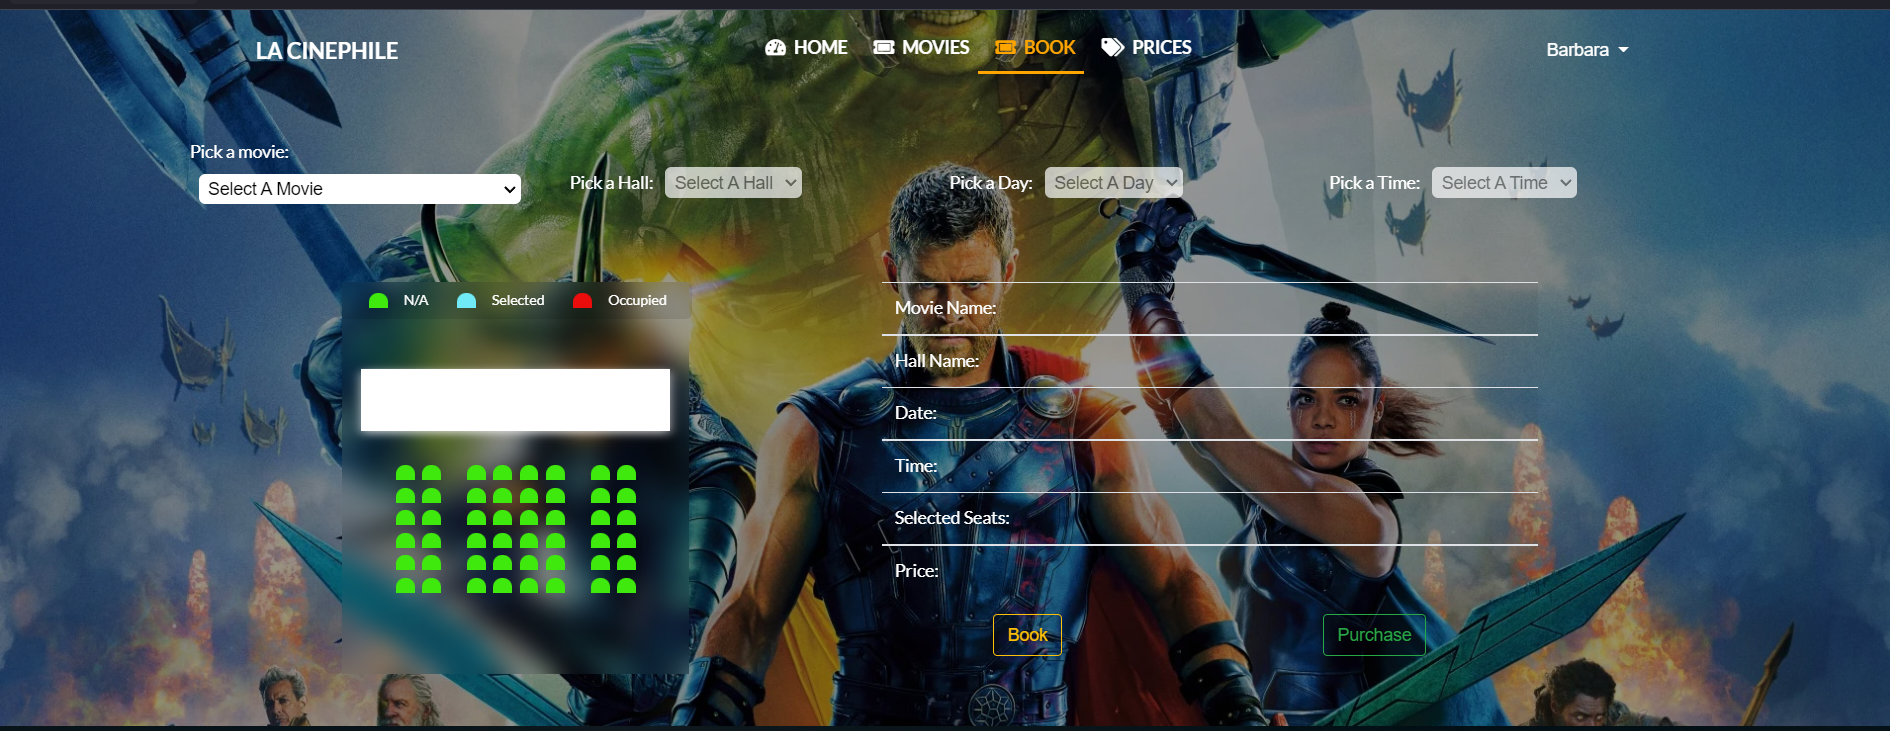 LA CINEPHILE
HOME MOVIES BOOK PRICES
Barbara
Pick a movie:
Select A Movie
Pick a Hall: Select A Hall
Pick a Day: Select A Day
Pick a Time: Select A Time
N/A Selected Occupied
Movie Name:
Hall Name:
Date:
Time:
Selected Seats:
Price:
Book Purchase